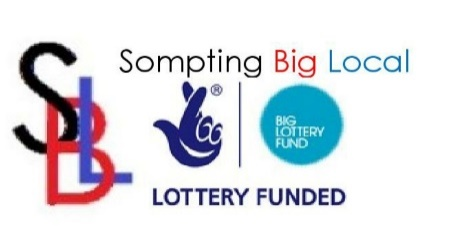 SBL
Sompting Big Local
®
BIG
LOTTERY
FUND
LOTTERY FUNDED